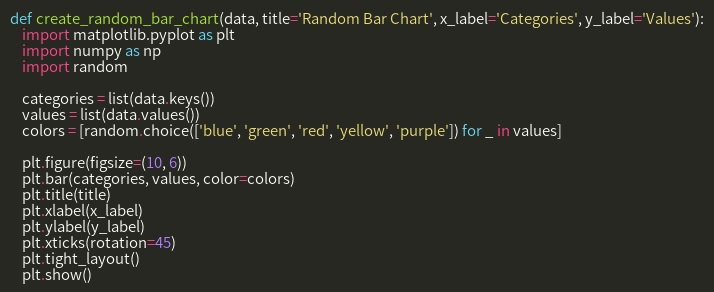 def create_random_bar_chart(data, title='Random Bar Chart', x_label='Categories', y_label='Values'):
import matplotlib.pyplot as plt
import numpy as np
import random
categories = list(data.keys())
values = list(data.values())
colors = [random.choice(['blue', 'green', 'red', 'yellow', 'purple']) for _ in values]
plt.figure(figsize=(10, 6))
plt.bar(categories, values, color=colors)
plt.title(title)
plt.xlabel(x_label)
plt.ylabel(y_label)
plt.xticks(rotation=45)
plt.tight_layout()
plt.show()